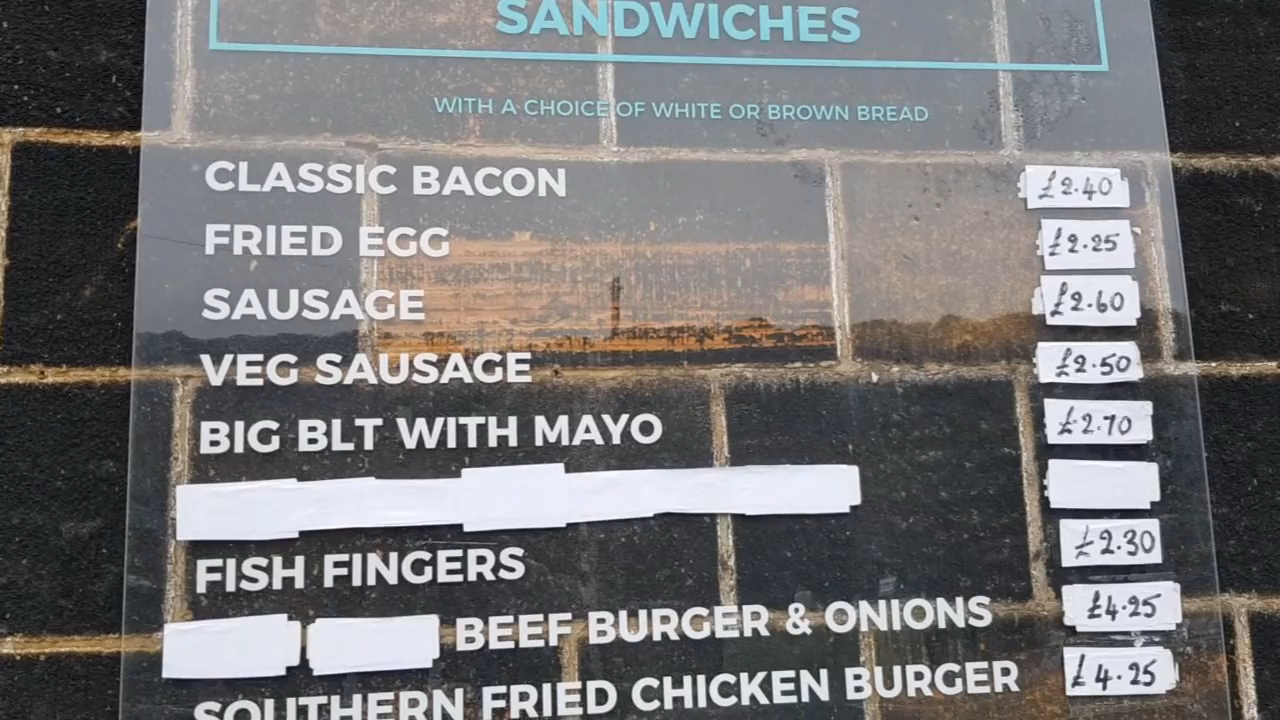 SANDWICHES
WITH A CHOICE OF WHITE OR BROWN BREAD
CLASSIC BACON £2.40
FRIED EGG £2.25
SAUSAGE £2.60
VEG SAUSAGE £2.50
BIG BLT WITH MAYO £2.70
FISH FINGERS £2.30
BEEF BURGER & ONIONS £4.25
SOUTHERN FRIED CHICKEN BURGER £4.25